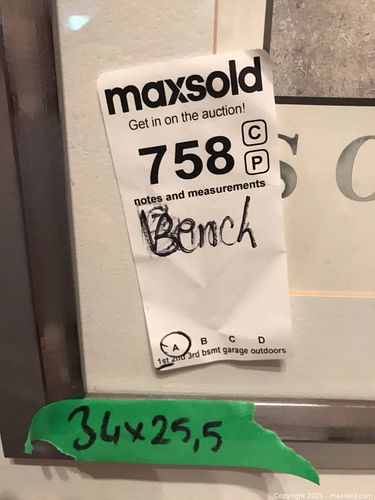 maxsold
Get in on the auction!
758 C
P
notes and measurements
Bench
A B C D
1st 2nd 3rd bsmt garage outdoors
S C
34x25,5
Copyright 2025 - maxsold.com